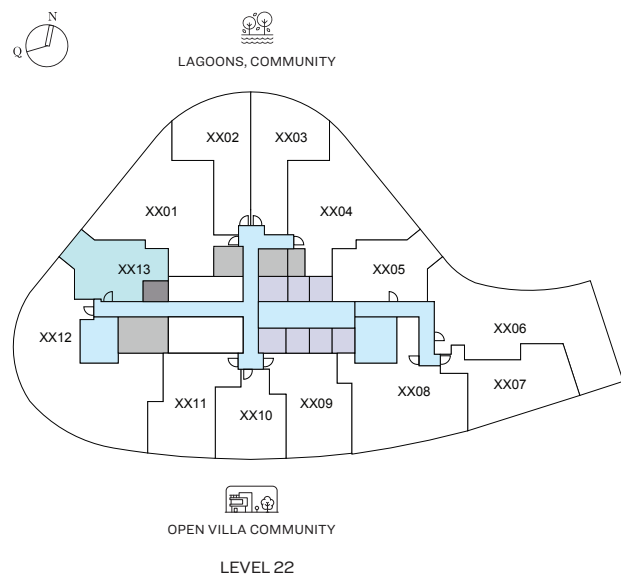 N
Q
LAGOONS, COMMUNITY
XX02
XX03
XX01
XX04
XX13
XX05
XX12
XX06
XX11
XX10
XX09
XX08
XX07
OPEN VILLA COMMUNITY
LEVEL 22